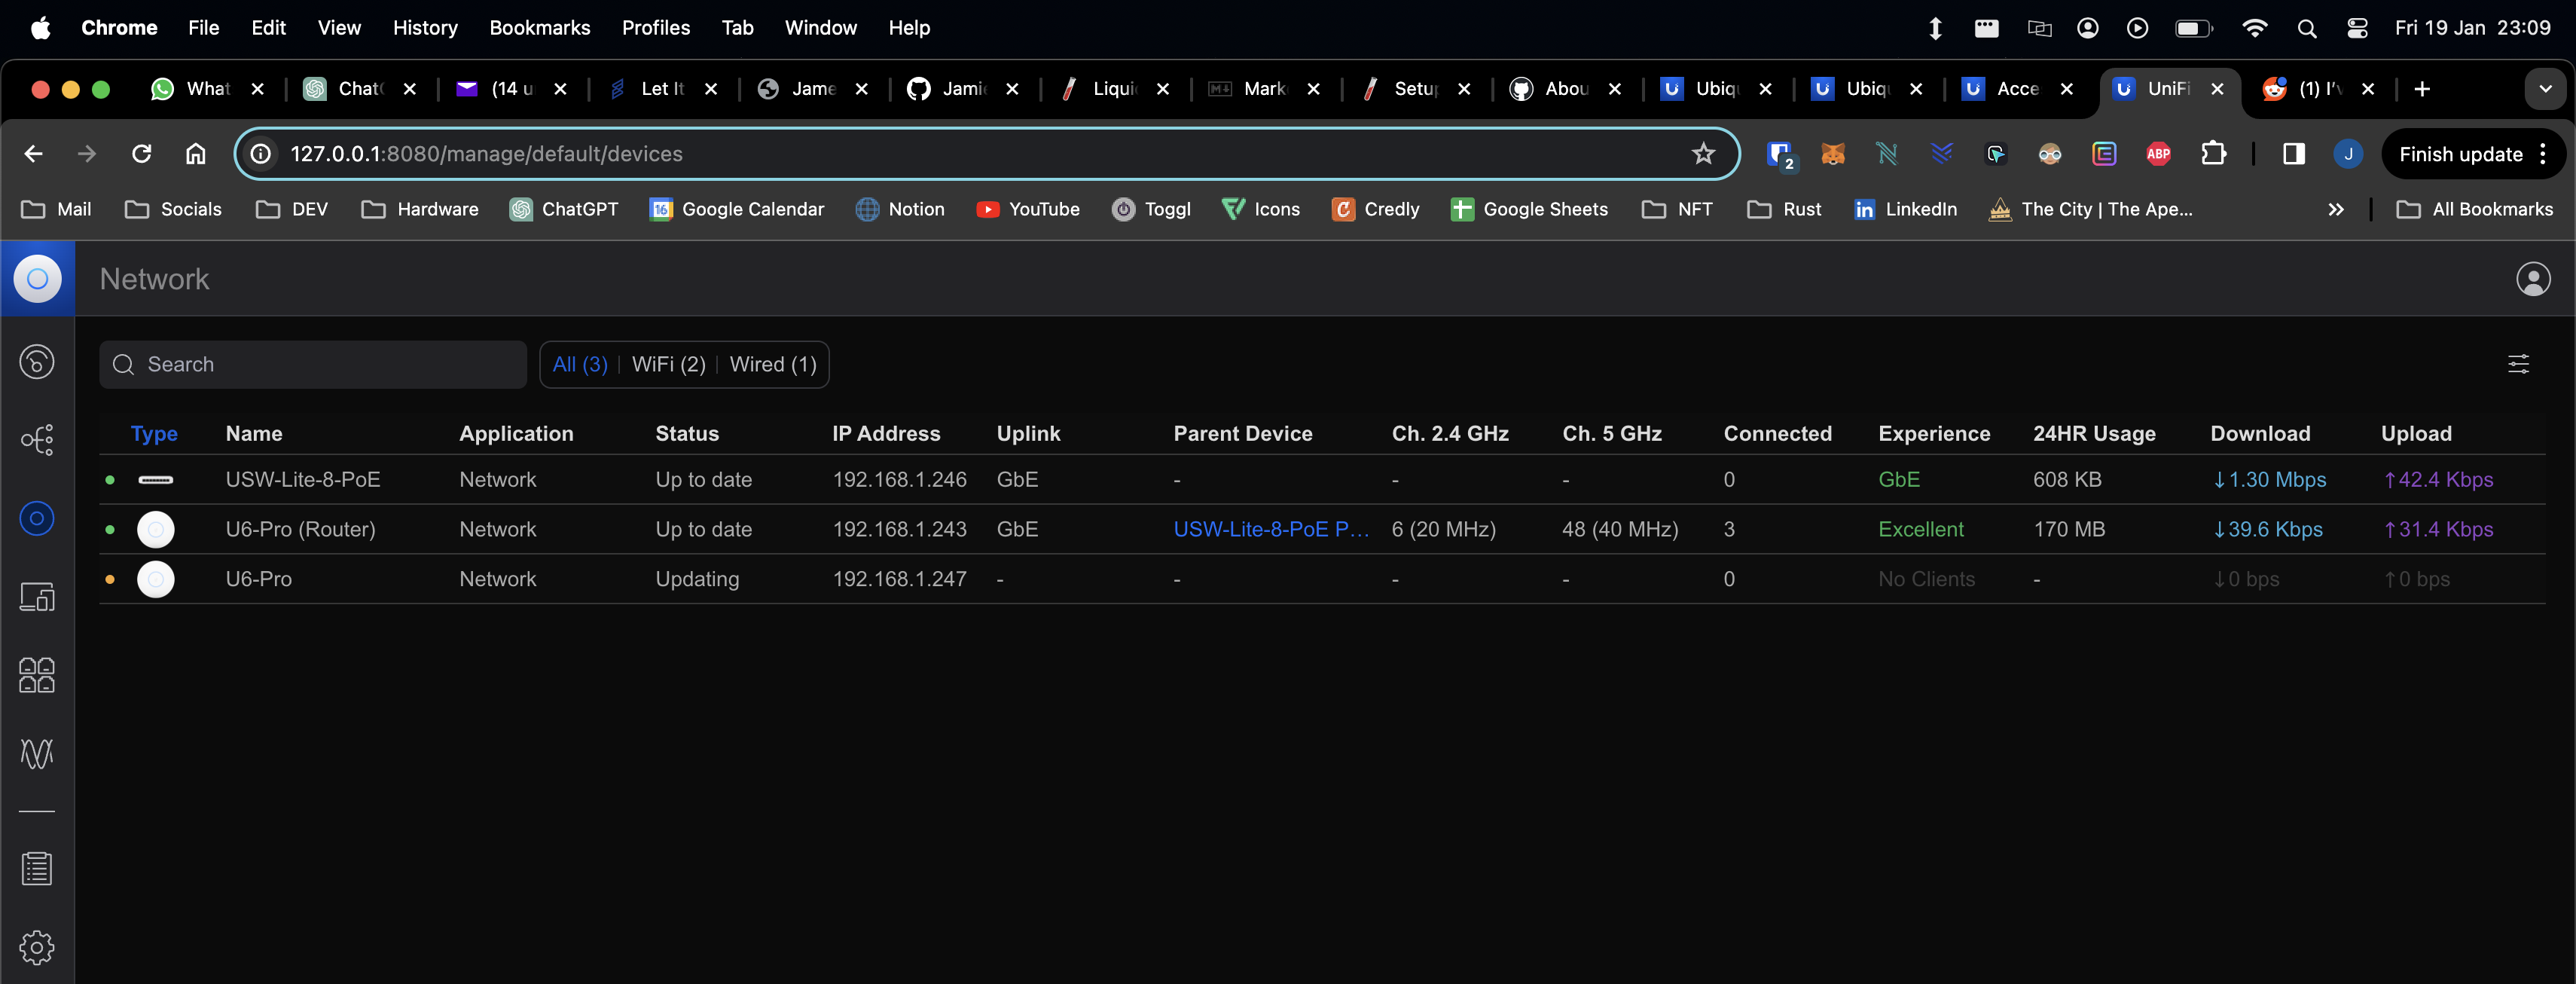 Chrome File Edit View History Bookmarks Profiles Tab Window Help Fri 19 Jan 23:09
What Chat (14 u Let It Jame Jami Liqui Mark Setup Abou Ubiqu Ubiqu Acce UniFi (1) I'v
127.0.0.1:8080/manage/default/devices 2 ABP J Finish update
Mail Socials DEV Hardware ChatGPT 16 Google Calendar Notion YouTube Toggl Icons Credly Google Sheets NFT Rust in LinkedIn The City | The Ape... All Bookmarks
Network
Search All (3) WiFi (2) Wired (1)
Type Name Application Status IP Address Uplink Parent Device Ch. 2.4 GHz Ch. 5 GHz Connected Experience 24HR Usage Download Upload
USW-Lite-8-PoE Network Up to date 192.168.1.246 GbE - - - 0 GbE 608 KB ↓1.30 Mbps ↑42.4 Kbps
U6-Pro (Router) Network Up to date 192.168.1.243 GbE USW-Lite-8-PoE P... 6 (20 MHz) 48 (40 MHz) 3 Excellent 170 MB ↓39.6 Kbps ↑31.4 Kbps
U6-Pro Network Updating 192.168.1.247 - - - - 0 No Clients - ↓0 bps ↑0 bps